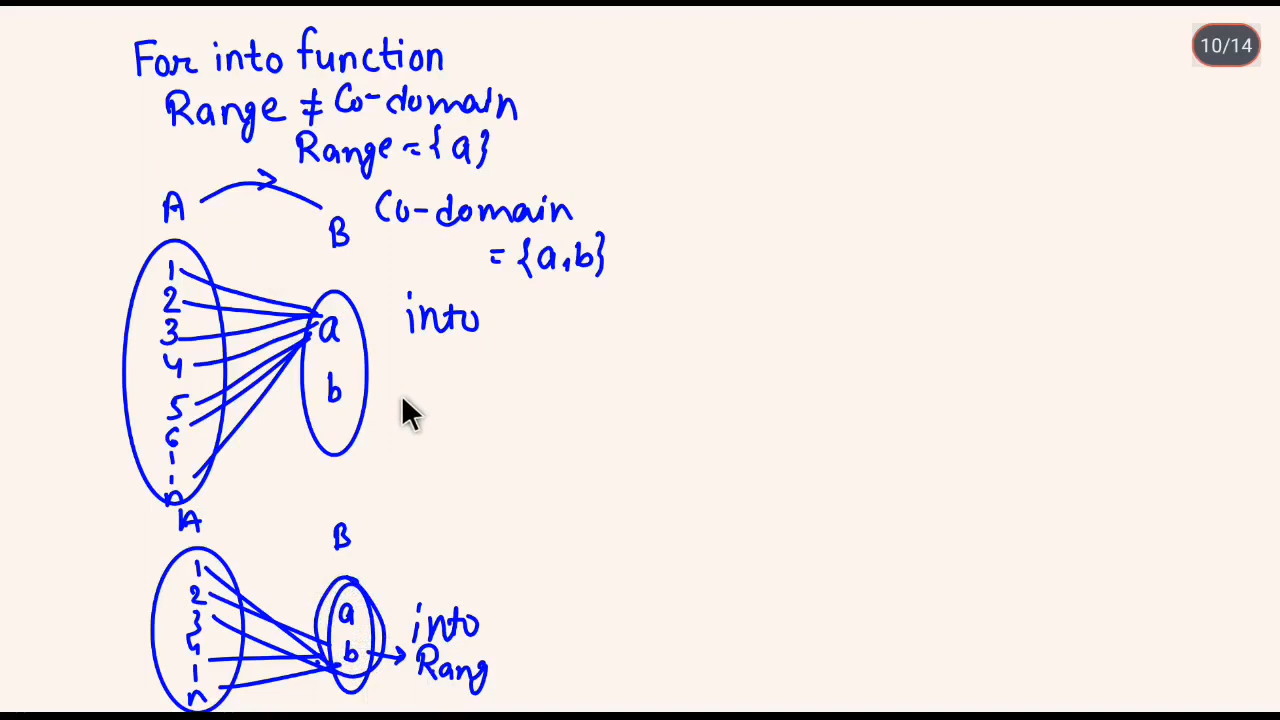 10/14
For into function
Range ≠ Co-domain
Range = {a}
A
B
Co-domain
= {a,b}
1
2
3
4
5
6
n
a
b
into
A
B
1
2
3
4
n
a
b
into
Rang